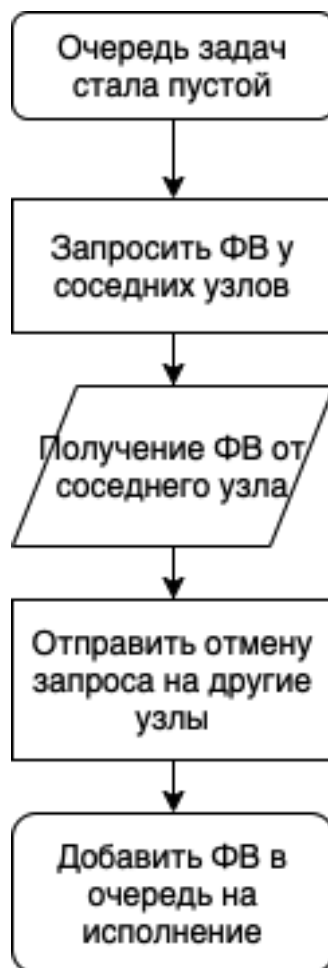 Очередь задач
стала пустой
Запросить ФВ у
соседних узлов
Получение ФВ от
соседнего узла
Отправить отмену
запроса на другие
узлы
Добавить ФВ в
очередь на
исполнение